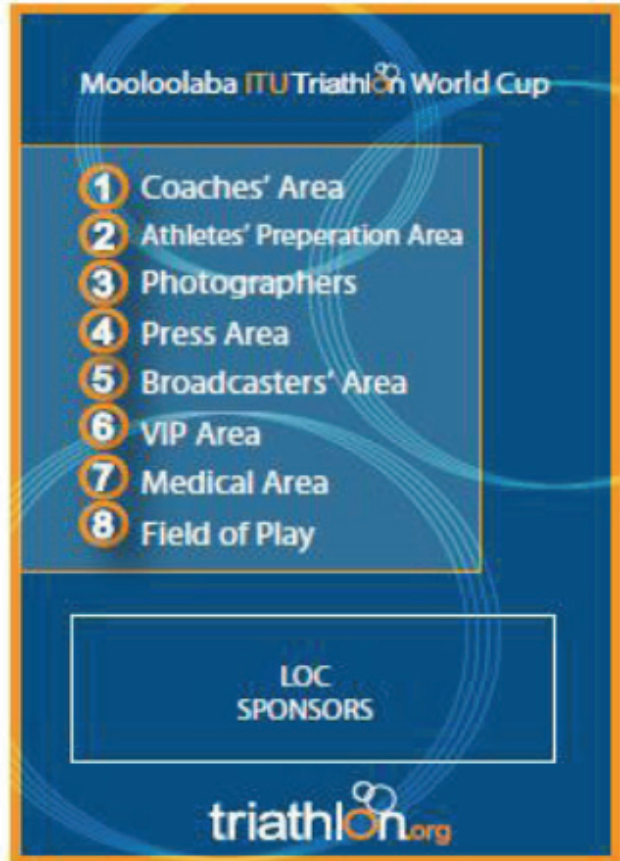 Mooloolaba ITU Triathlon World Cup
1 Coaches' Area
2 Athletes' Preperation Area
3 Photographers
4 Press Area
5 Broadcasters' Area
6 VIP Area
7 Medical Area
8 Field of Play
LOC
SPONSORS
triathlon.org